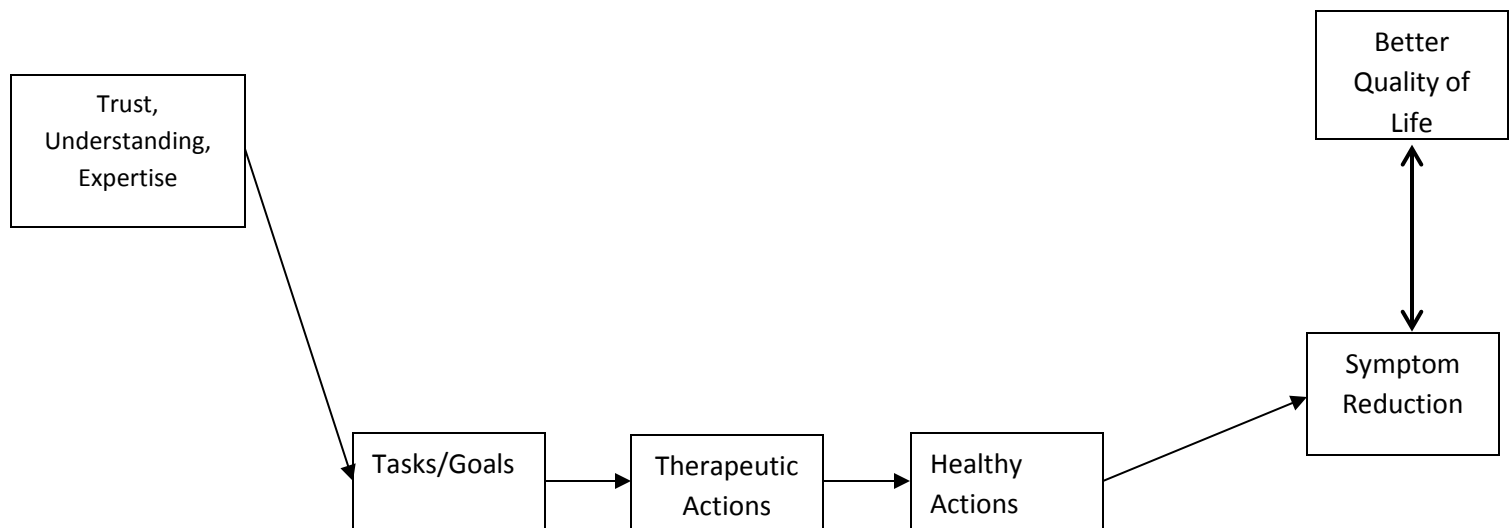 Trust,
Understanding,
Expertise
Tasks/Goals
Therapeutic
Actions
Healthy
Actions
Symptom
Reduction
Better
Quality of
Life